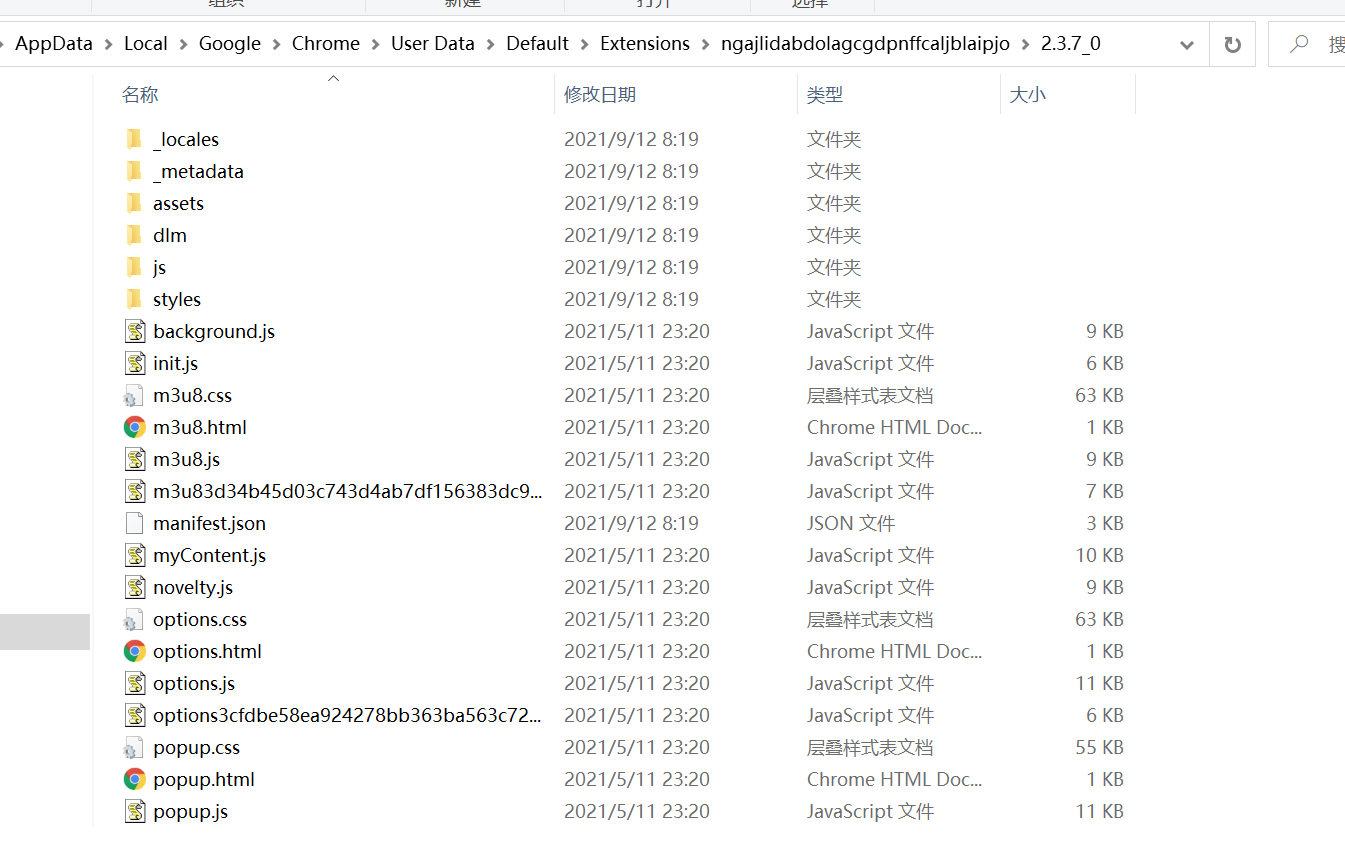 组织 新建 打开 选择
AppData Local Google Chrome User Data Default Extensions ngajlidabdolagcgdpnffcaljblaipjo 2.3.7_0 搜
名称 修改日期 类型 大小
_locales 2021/9/12 8:19 文件夹
_metadata 2021/9/12 8:19 文件夹
assets 2021/9/12 8:19 文件夹
dlm 2021/9/12 8:19 文件夹
js 2021/9/12 8:19 文件夹
styles 2021/9/12 8:19 文件夹
background.js 2021/5/11 23:20 JavaScript 文件 9 KB
init.js 2021/5/11 23:20 JavaScript 文件 6 KB
m3u8.css 2021/5/11 23:20 层叠样式表文档 63 KB
m3u8.html 2021/5/11 23:20 Chrome HTML Doc... 1 KB
m3u8.js 2021/5/11 23:20 JavaScript 文件 9 KB
m3u83d34b45d03c743d4ab7df156383dc9... 2021/5/11 23:20 JavaScript 文件 7 KB
manifest.json 2021/9/12 8:19 JSON 文件 3 KB
myContent.js 2021/5/11 23:20 JavaScript 文件 10 KB
novelty.js 2021/5/11 23:20 JavaScript 文件 9 KB
options.css 2021/5/11 23:20 层叠样式表文档 63 KB
options.html 2021/5/11 23:20 Chrome HTML Doc... 1 KB
options.js 2021/5/11 23:20 JavaScript 文件 11 KB
options3cfdbe58ea924278bb363ba563c72... 2021/5/11 23:20 JavaScript 文件 6 KB
popup.css 2021/5/11 23:20 层叠样式表文档 55 KB
popup.html 2021/5/11 23:20 Chrome HTML Doc... 1 KB
popup.js 2021/5/11 23:20 JavaScript 文件 11 KB